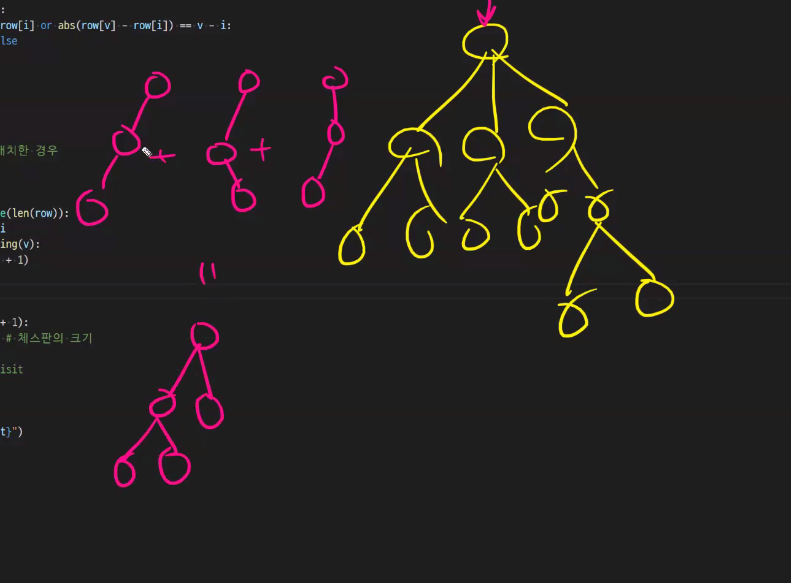 :
row[i] or abs(row[v] - row[i]) == v - i:
lse
배치한 경우
e(len(row)):
i
ing(v):
+ 1)
+ 1):
# 체스판의 크기
isit
t}")